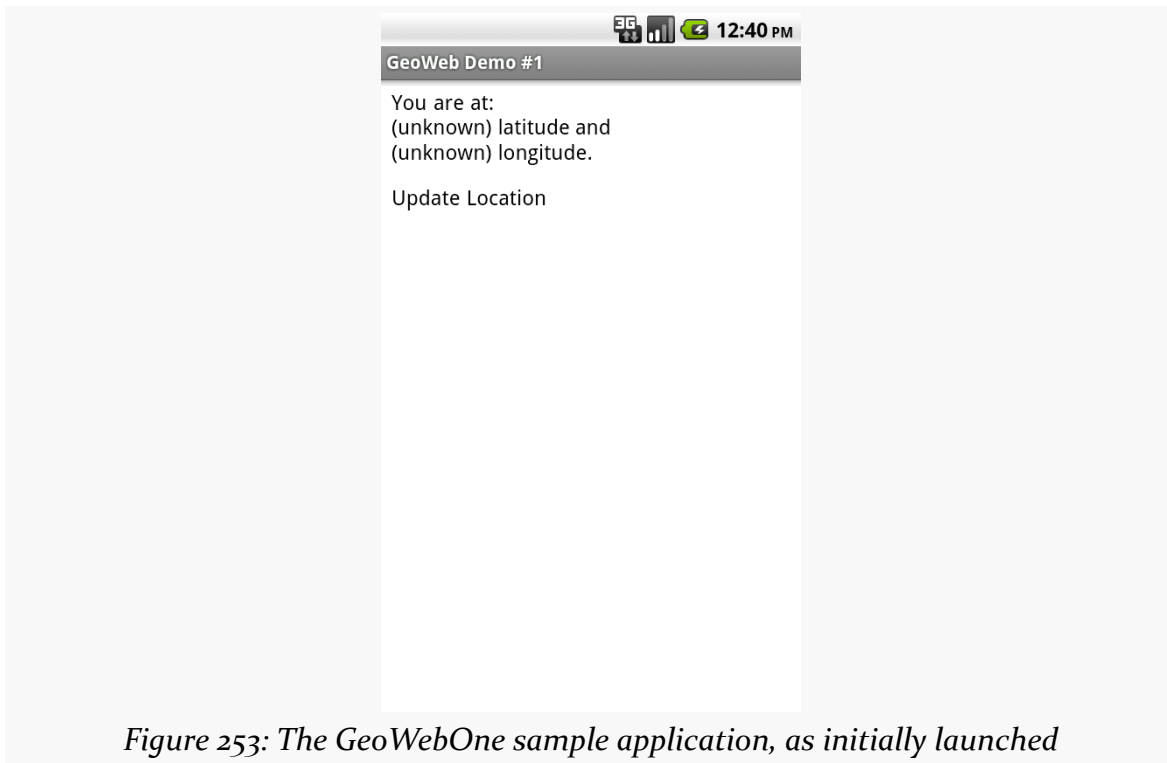 3G 12:40 PM
GeoWeb Demo #1
You are at:
(unknown) latitude and
(unknown) longitude.
Update Location
Figure 253: The GeoWebOne sample application, as initially launched